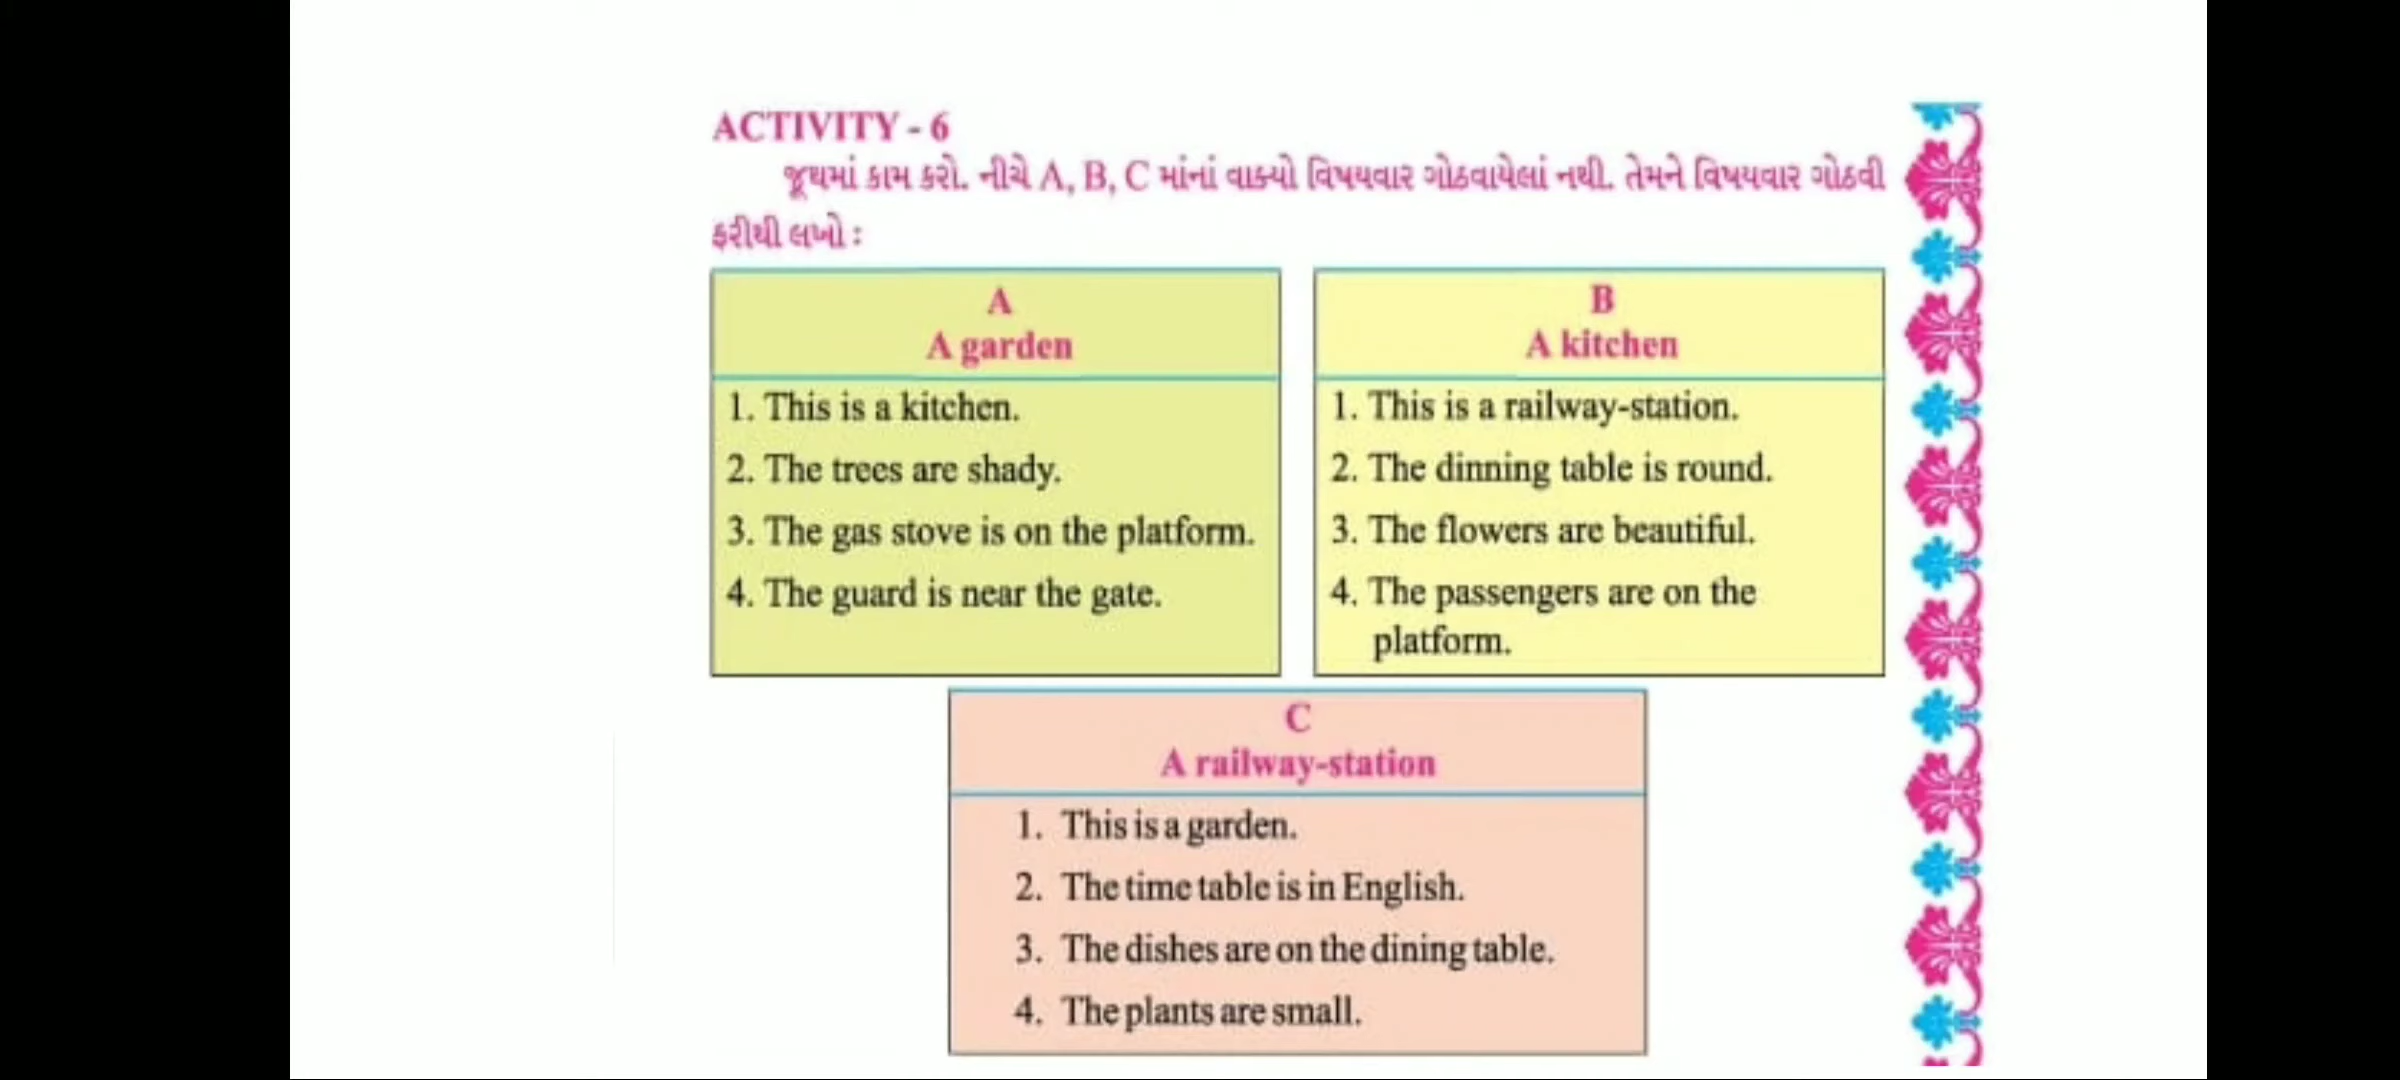 ACTIVITY - 6
જૂથમાં કામ કરો. નીચે A, B, C માંનાં વાક્યો વિષયવાર ગોઠવાયેલાં નથી. તેમને વિષયવાર ગોઠવી
ફરીથી લખો :
A
A garden
1. This is a kitchen.
2. The trees are shady.
3. The gas stove is on the platform.
4. The guard is near the gate.
B
A kitchen
1. This is a railway-station.
2. The dinning table is round.
3. The flowers are beautiful.
4. The passengers are on the
platform.
C
A railway-station
1. This is a garden.
2. The time table is in English.
3. The dishes are on the dining table.
4. The plants are small.